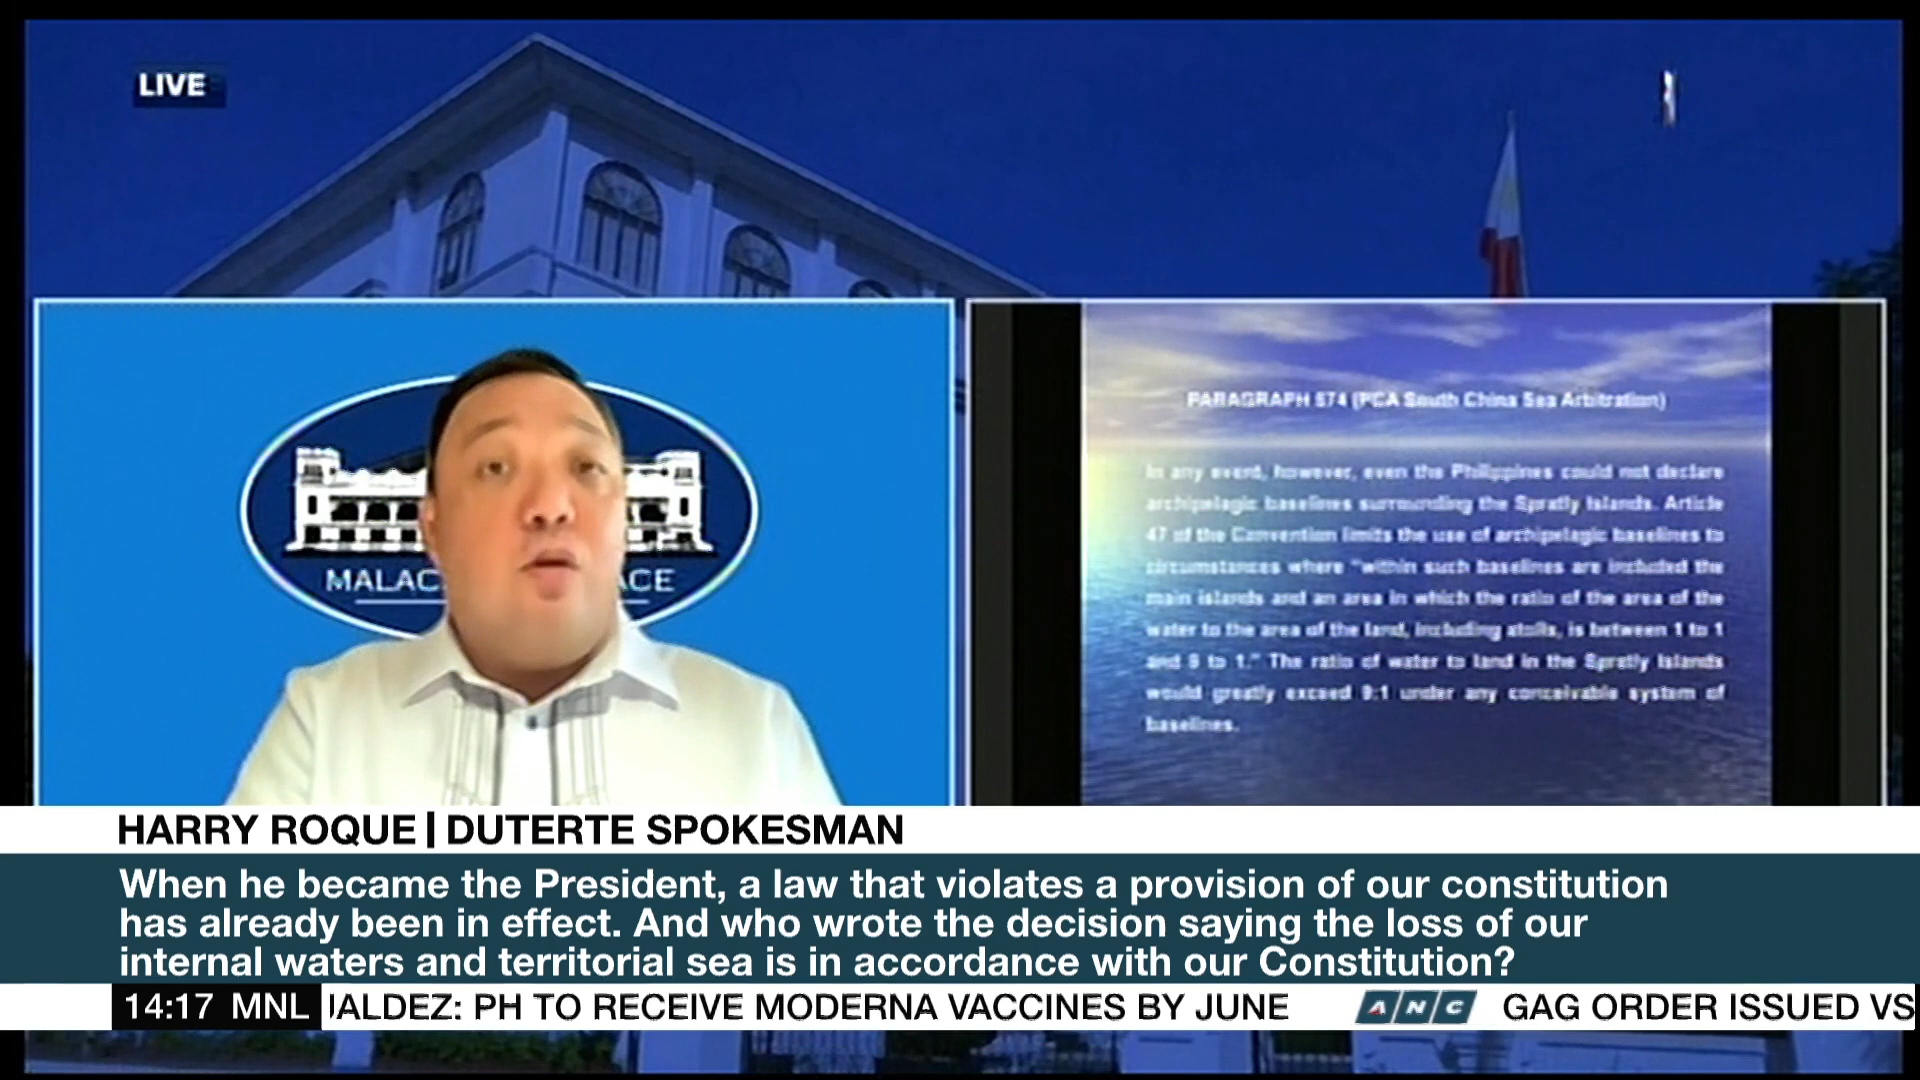 LIVE
MALAC ACE
PARAGRAPH 574 (PCA South China Sea Arbitration)
In any event, however, even the Philippines could not declare
archipelagic baselines surrounding the Spratly Islands. Article
47 of the Convention limits the use of archipelagic baselines to
circumstances where "within such baselines are included the
main islands and an area in which the ratio of the area of the
water to the area of the land, including atolls, is between 1 to 1
and 9 to 1." The ratio of water to land in the Spratly Islands
would greatly exceed 9:1 under any conceivable system of
baselines.
HARRY ROQUE | DUTERTE SPOKESMAN
When he became the President, a law that violates a provision of our constitution
has already been in effect. And who wrote the decision saying the loss of our
internal waters and territorial sea is in accordance with our Constitution?
14:17 MNL JALDEZ: PH TO RECEIVE MODERNA VACCINES BY JUNE ANC GAG ORDER ISSUED VS